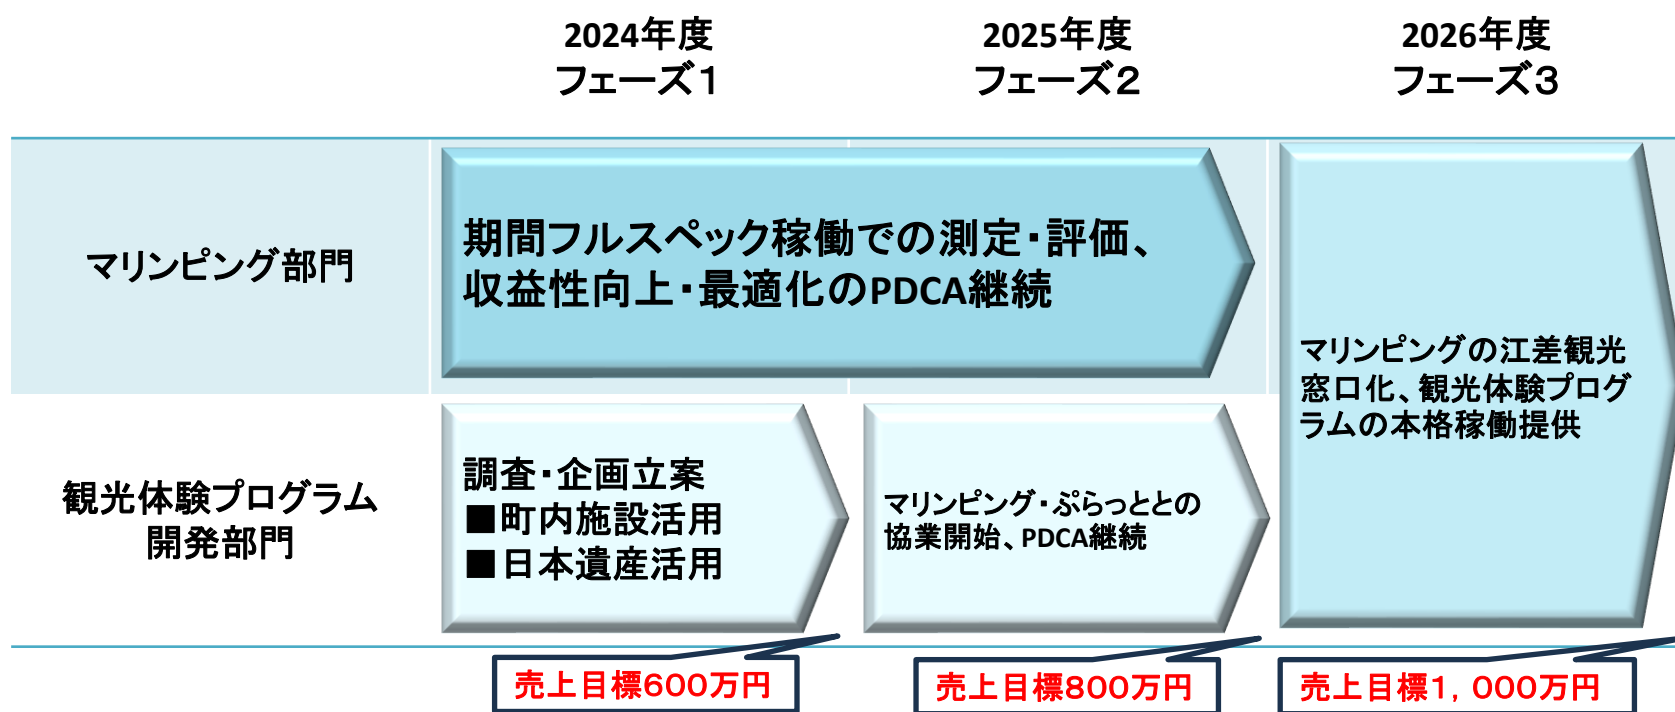 2024年度
フェーズ1
2025年度
フェーズ2
2026年度
フェーズ3
マリンピング部門
期間フルスペック稼働での測定・評価、
収益性向上・最適化のPDCA継続
マリンピングの江差観光
窓口化、観光体験プログ
ラムの本格稼働提供
観光体験プログラム
開発部門
調査・企画立案
■町内施設活用
■日本遺産活用
マリンピング・ぷらっととの
協業開始、PDCA継続
売上目標600万円
売上目標800万円
売上目標1，000万円